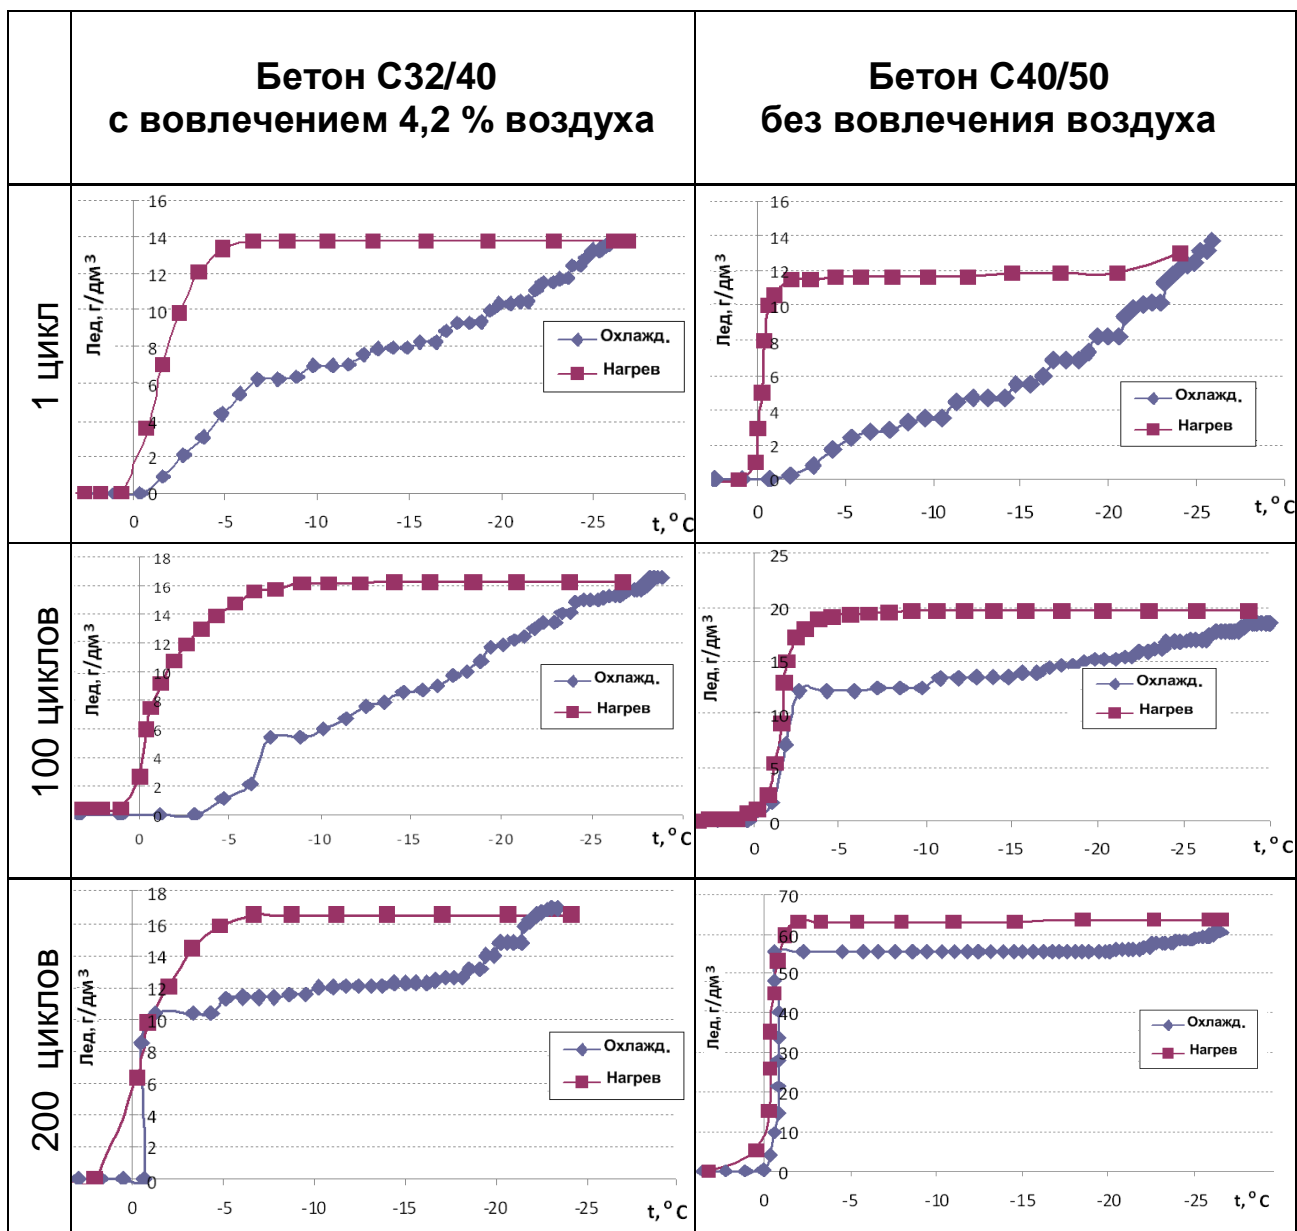 Бетон С32/40
с вовлечением 4,2 % воздуха
Бетон С40/50
без вовлечения воздуха
1 цикл
Лед, г/дм³
16
14
12
10
8
6
4
2
0
0 -5 -10 -15 -20 -25
t, ° C
Охлажд.
Нагрев
Лед, г/дм³
16
14
12
10
8
6
4
2
0
0 -5 -10 -15 -20 -25
t, ° C
Охлажд.
Нагрев
100 циклов
Лед, г/дм³
18
16
14
12
10
8
6
4
2
0
0 -5 -10 -15 -20 -25
t, ° C
Охлажд.
Нагрев
Лед, г/дм³
25
20
15
10
5
0
0 -5 -10 -15 -20 -25
t, ° C
Охлажд.
Нагрев
200 циклов
Лед, г/дм³
18
16
14
12
10
8
6
4
2
0
0 -5 -10 -15 -20 -25
t, ° C
Охлажд.
Нагрев
Лед, г/дм³
70
60
50
40
30
20
10
0
0 -5 -10 -15 -20 -25
t, ° C
Охлажд.
Нагрев